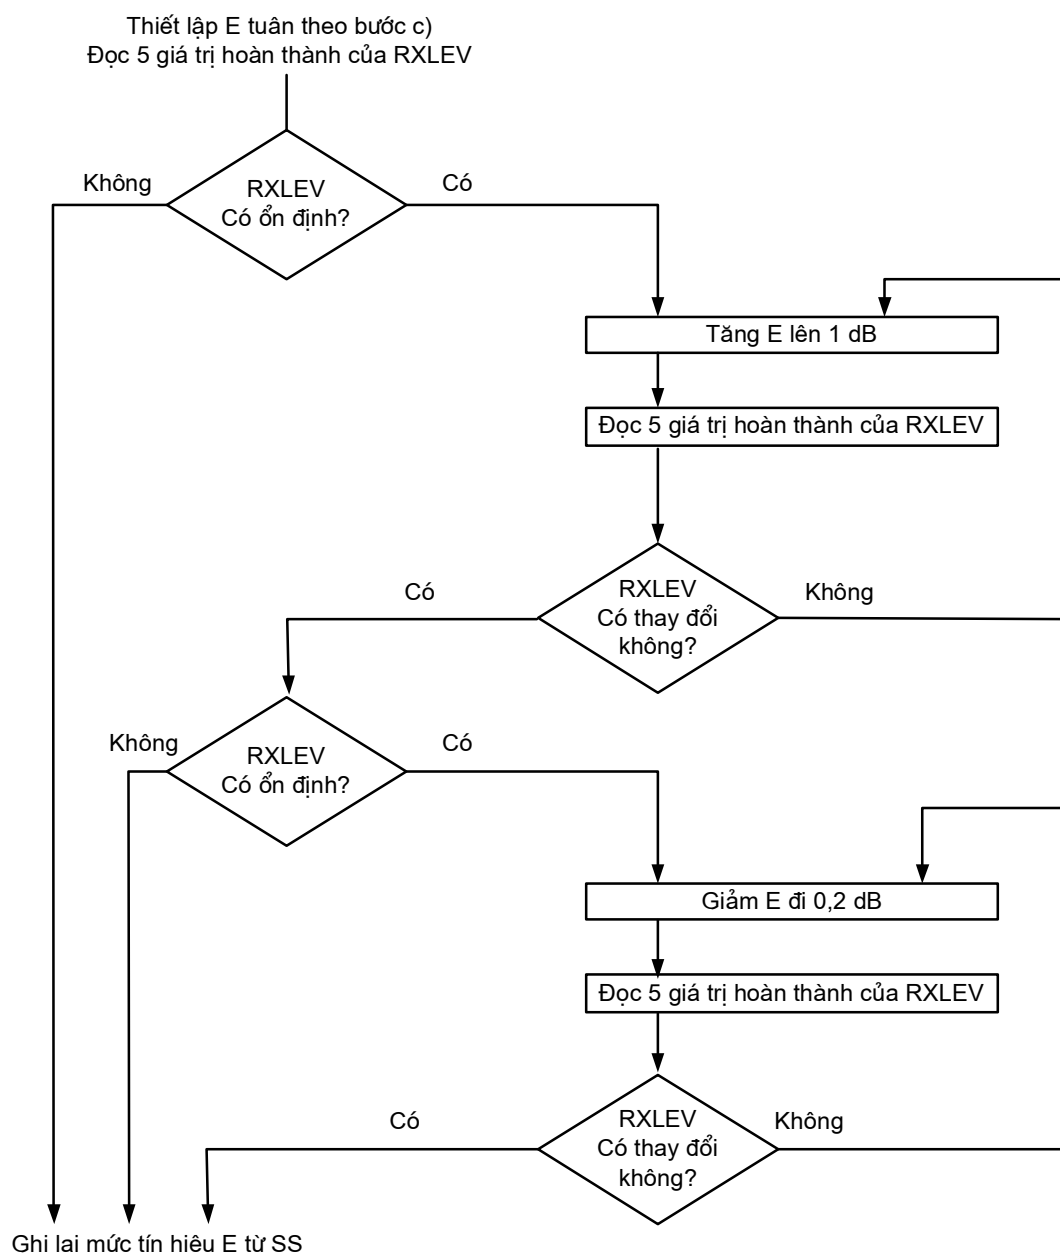 Thiết lập E tuân theo bước c)
Đọc 5 giá trị hoàn thành của RXLEV
Không
Có
RXLEV
Có ổn định?
Tăng E lên 1 dB
Đọc 5 giá trị hoàn thành của RXLEV
Có
Không
RXLEV
Có thay đổi
không?
Không
Có
RXLEV
Có ổn định?
Giảm E đi 0,2 dB
Đọc 5 giá trị hoàn thành của RXLEV
Có
Không
RXLEV
Có thay đổi
không?
Ghi lại mức tín hiệu E từ SS